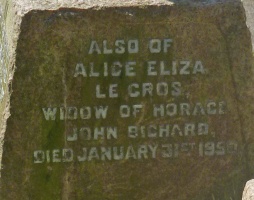 ALSO OF
ALICE ELIZA
LE CROS,
WIDOW OF HORACE
JOHN BICHARD,
DIED JANUARY 31ST